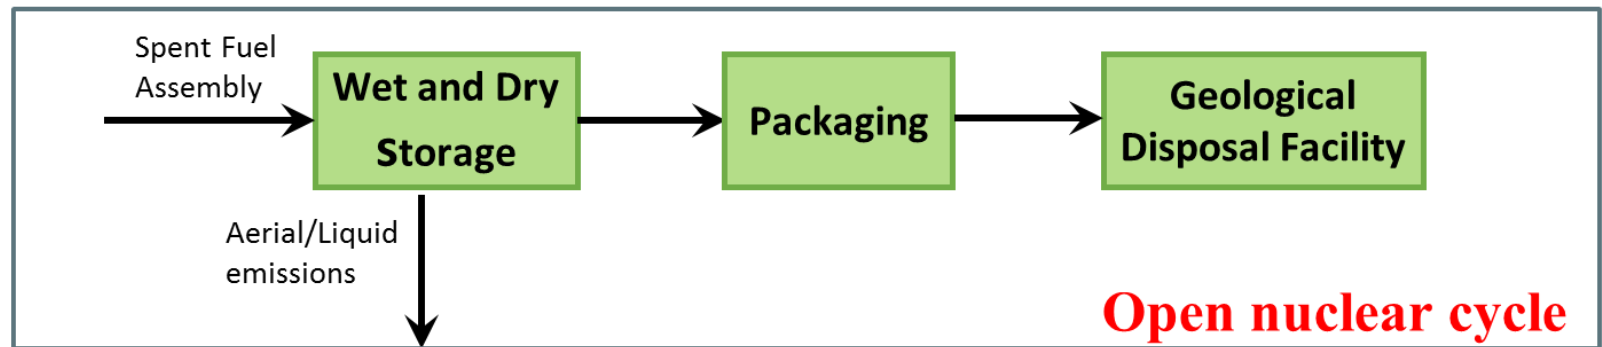 Spent Fuel
Assembly
Wet and Dry
Storage
Packaging
Geological
Disposal Facility
Aerial/Liquid
emissions
Open nuclear cycle